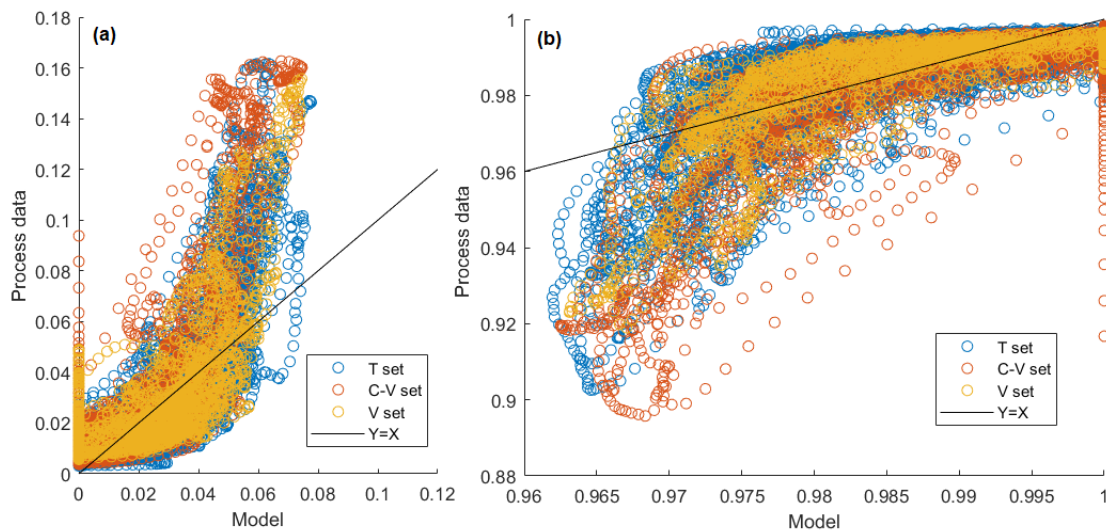 (a)
0.18
0.16
0.14
0.12
0.1
0.08
0.06
0.04
0.02
0
Process data
0 0.02 0.04 0.06 0.08 0.1 0.12
Model
T set
C-V set
V set
Y=X
(b)
1
0.98
0.96
0.94
0.92
0.9
0.88
Process data
0.96 0.965 0.97 0.975 0.98 0.985 0.99 0.995 1
Model
T set
C-V set
V set
Y=X